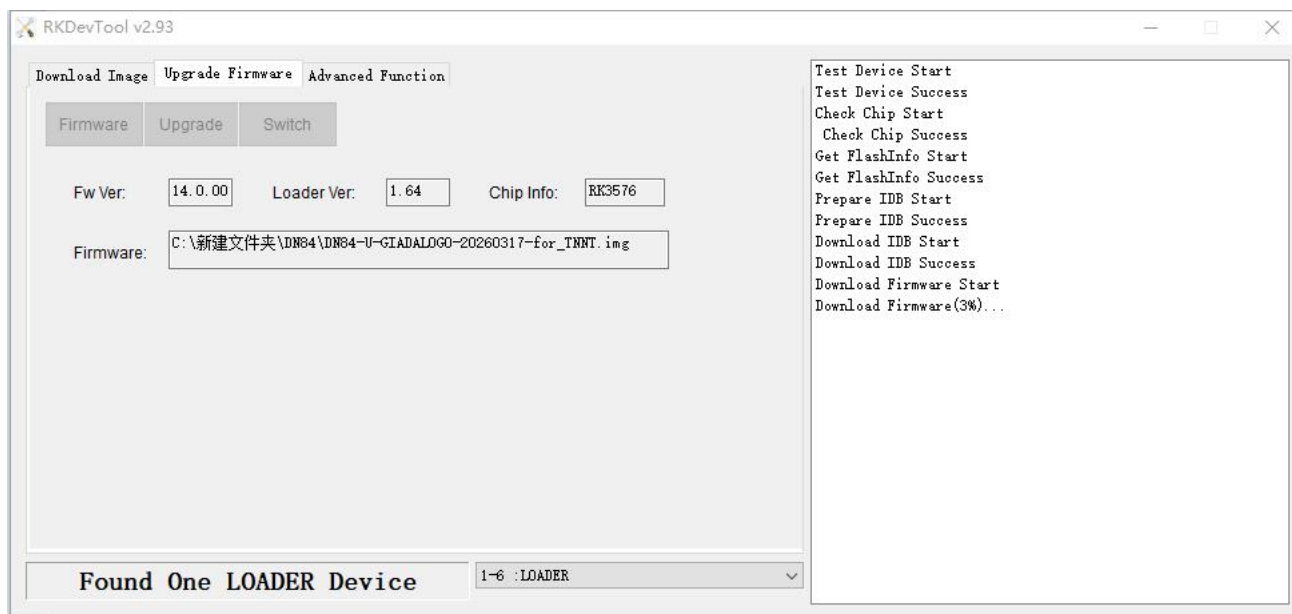 RKDevTool v2.93
Download Image Upgrade Firmware Advanced Function
Firmware Upgrade Switch
Fw Ver: 14.0.00 Loader Ver: 1.64 Chip Info: RK3576
Firmware: C:\新建文件夹\DN84\DN84-U-GIADALOGO-20260317-for_TNNT.img
Found One LOADER Device 1-6 :LOADER
Test Device Start
Test Device Success
Check Chip Start
Check Chip Success
Get FlashInfo Start
Get FlashInfo Success
Prepare IDB Start
Prepare IDB Success
Download IDB Start
Download IDB Success
Download Firmware Start
Download Firmware(3%)...